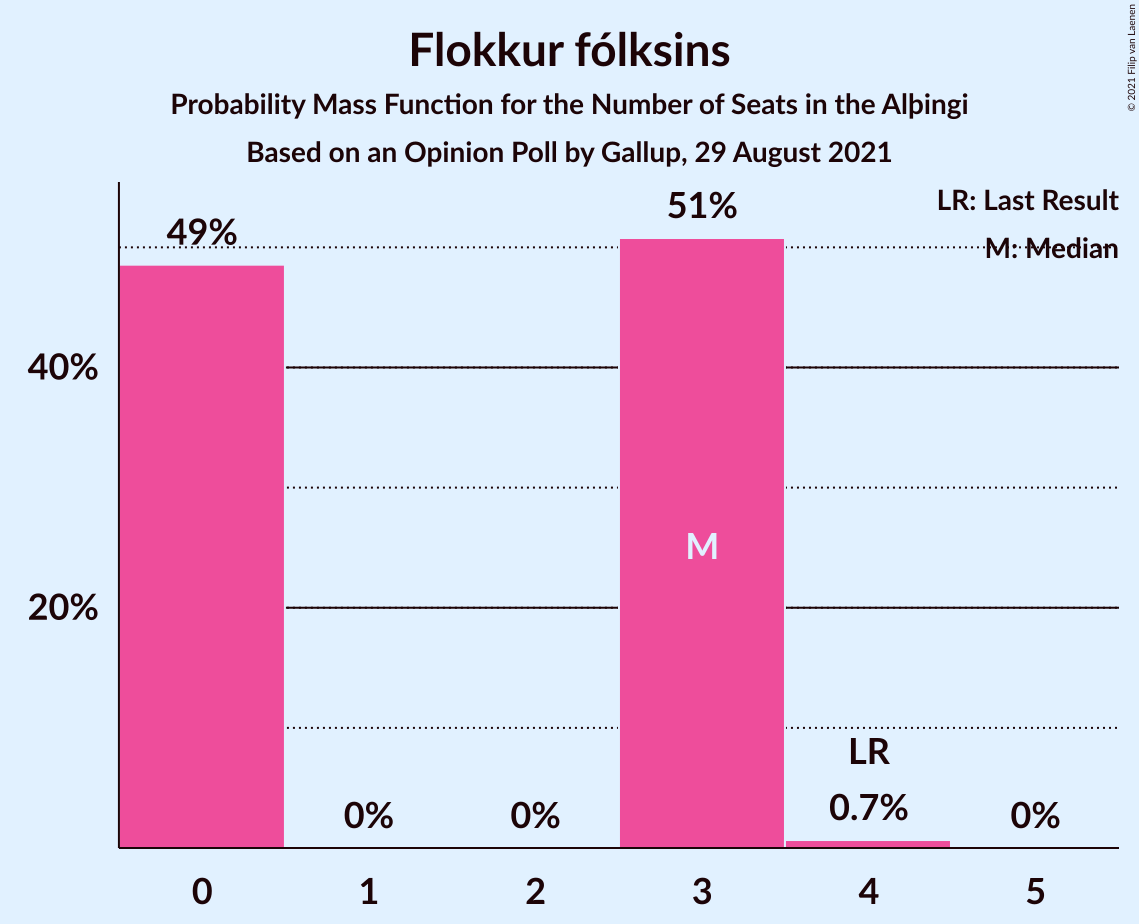 Flokkur fólksins
Probability Mass Function for the Number of Seats in the Alþingi
Based on an Opinion Poll by Gallup, 29 August 2021
© 2021 Filip van Laenen
LR: Last Result
M: Median
49%
51%
40%
M
20%
LR
0%
0%
0.7%
0%
0
1
2
3
4
5